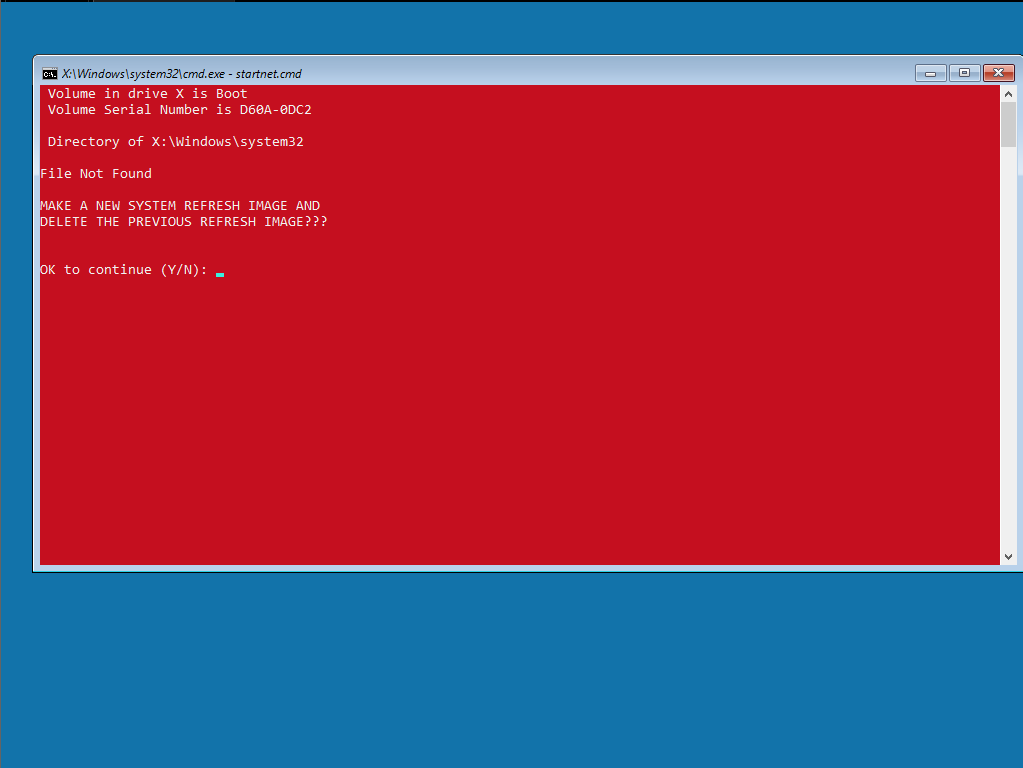 X:\Windows\system32\cmd.exe - startnet.cmd
Volume in drive X is Boot
Volume Serial Number is D60A-0DC2
Directory of X:\Windows\system32
File Not Found
MAKE A NEW SYSTEM REFRESH IMAGE AND
DELETE THE PREVIOUS REFRESH IMAGE???
OK to continue (Y/N):